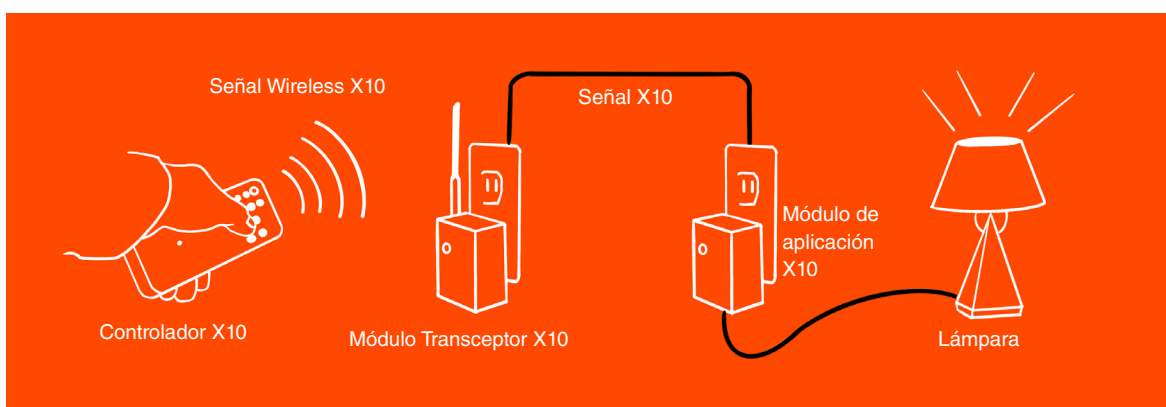 Señal Wireless X10
Señal X10
Módulo de
aplicación
X10
Controlador X10
Módulo Transceptor X10
Lámpara